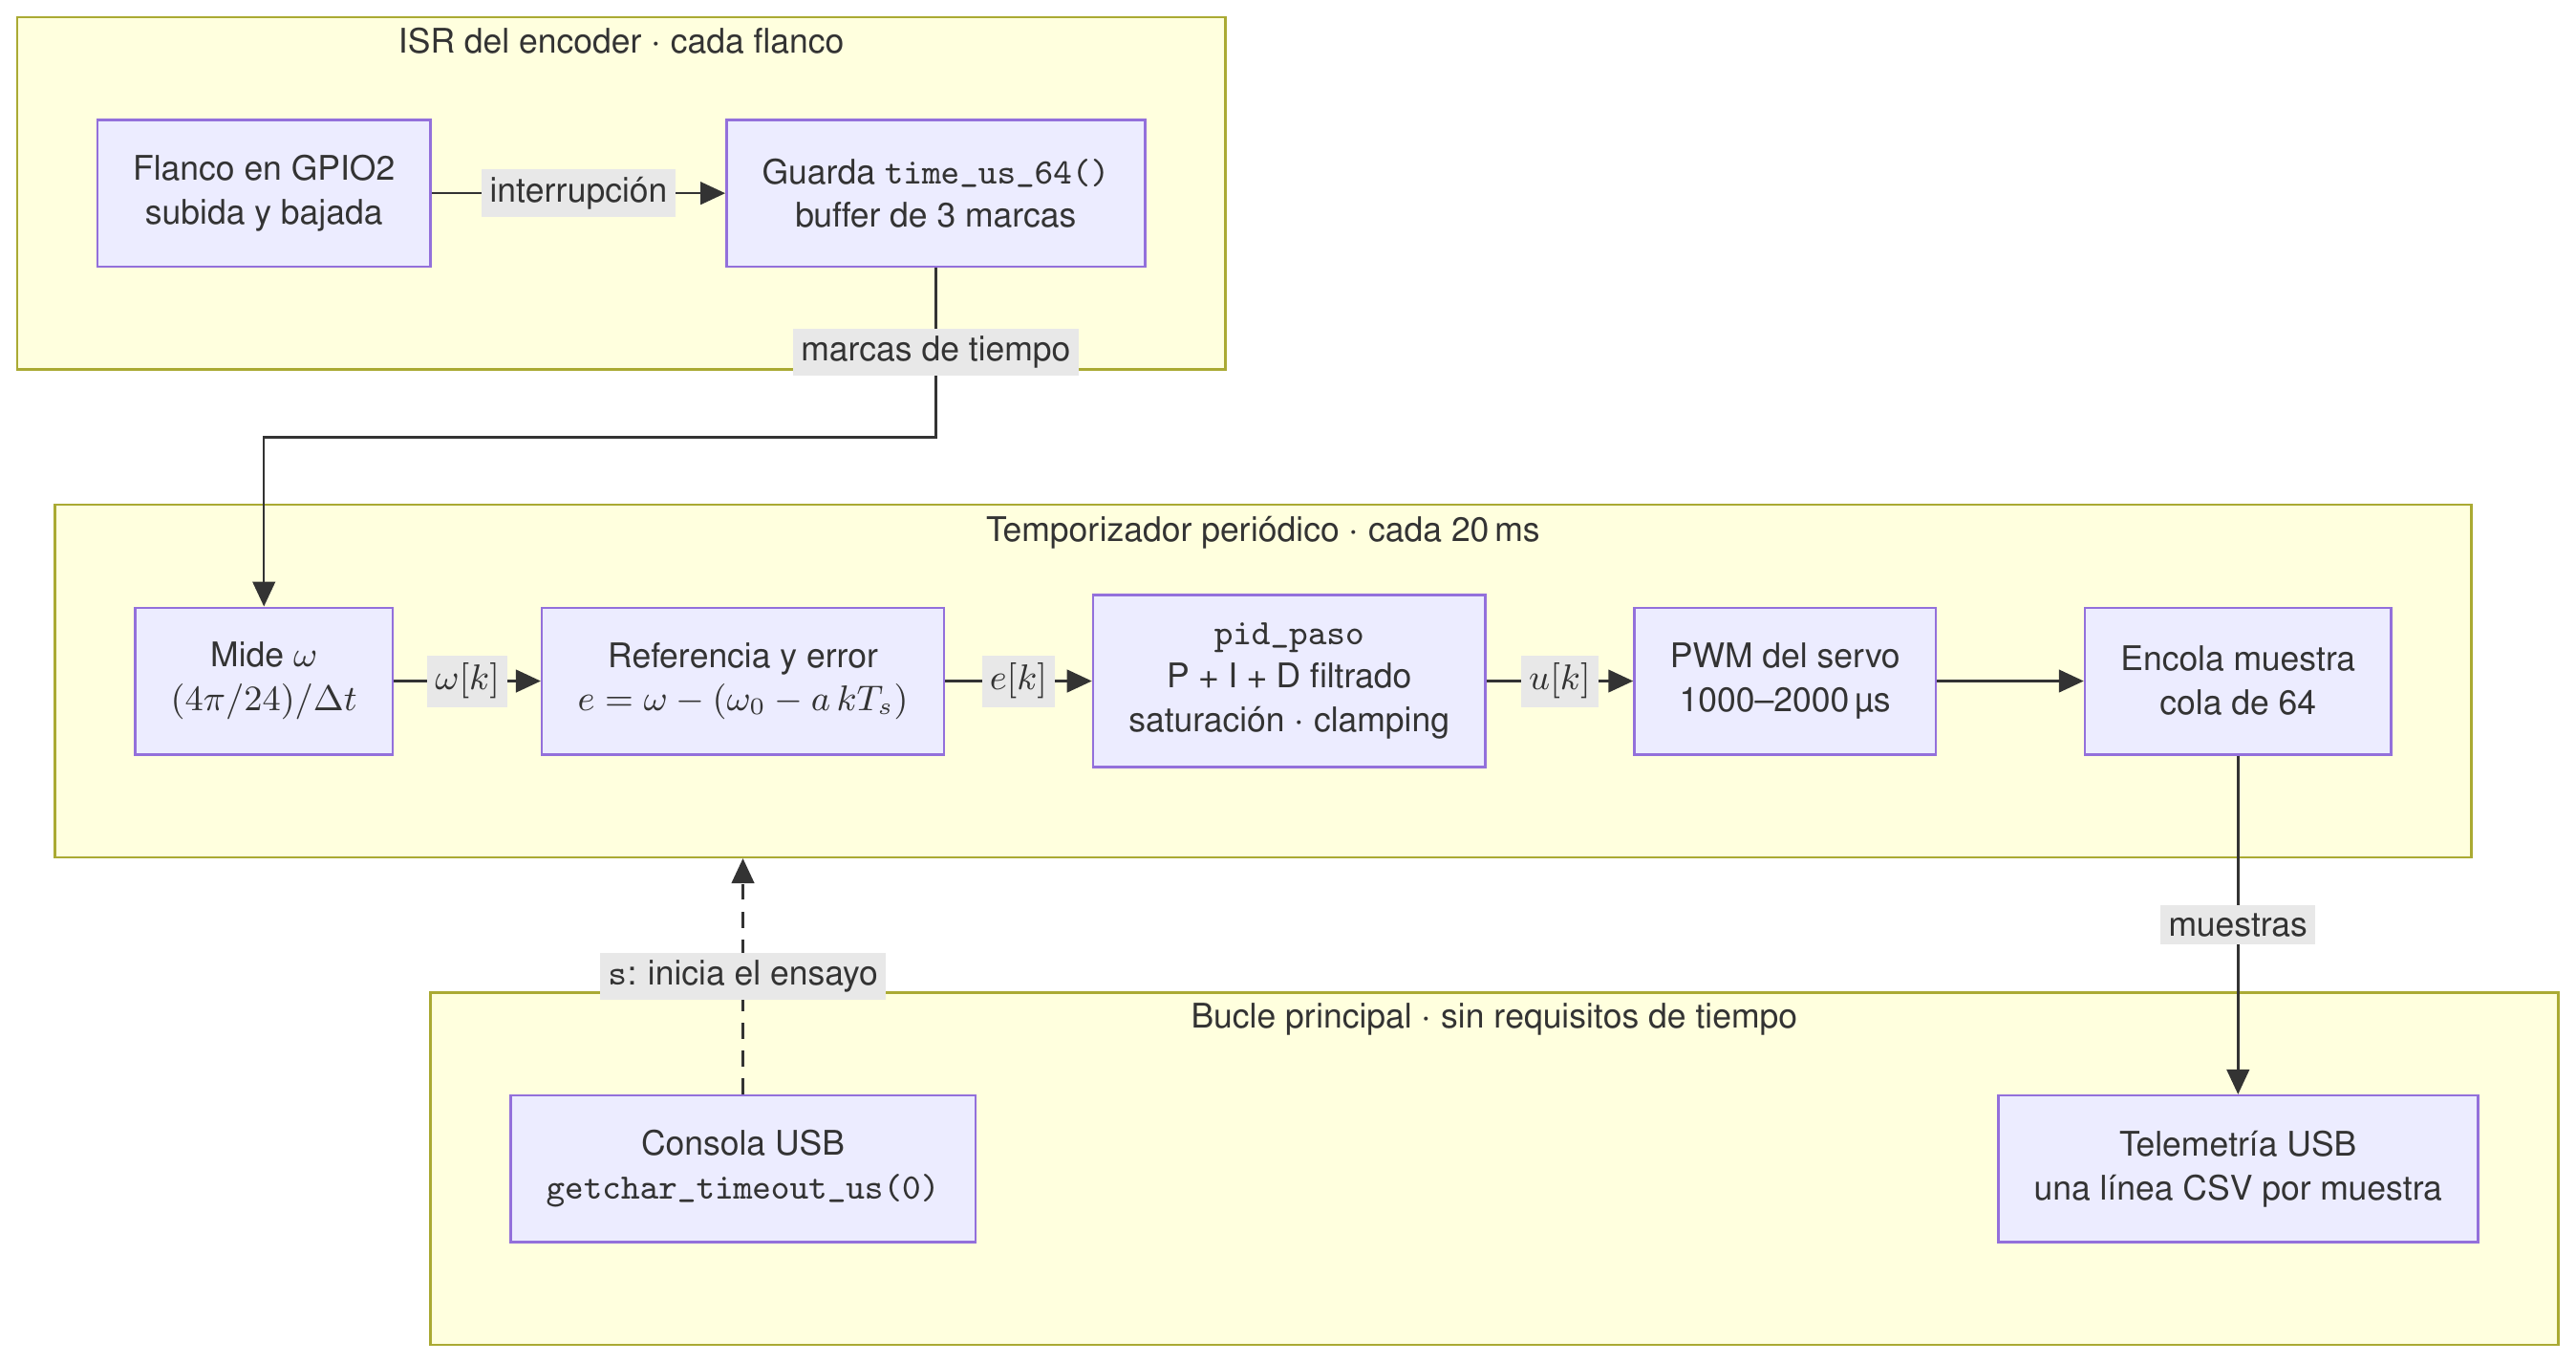 ISR del encoder · cada flanco
Flanco en GPIO2
subida y bajada
interrupción
Guarda time_us_64()
buffer de 3 marcas
marcas de tiempo
Temporizador periódico · cada 20 ms
Mide ω
(4π/24)/Δt
ω[k]
Referencia y error
e = ω − (ω₀ − a kTₛ)
e[k]
pid_paso
P + I + D filtrado
saturación · clamping
u[k]
PWM del servo
1000–2000 µs
Encola muestra
cola de 64
s: inicia el ensayo
muestras
Bucle principal · sin requisitos de tiempo
Consola USB
getchar_timeout_us(0)
Telemetría USB
una línea CSV por muestra